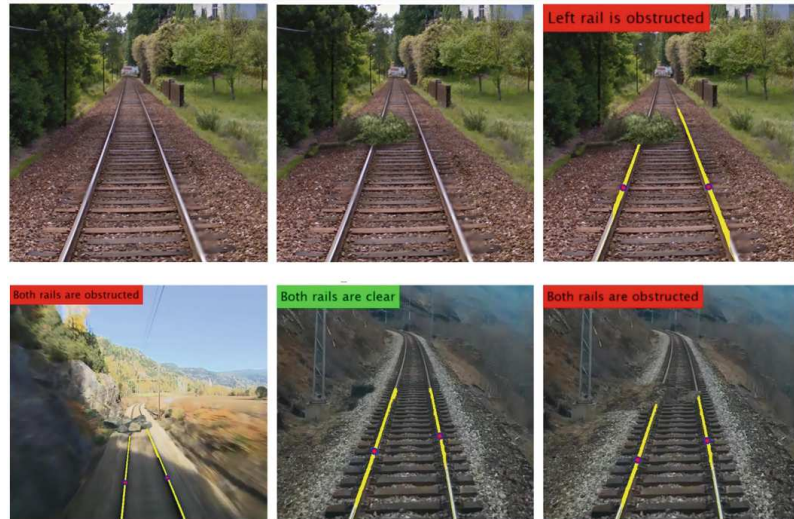 Left rail is obstructed
Both rails are obstructed
Both rails are clear
Both rails are obstructed